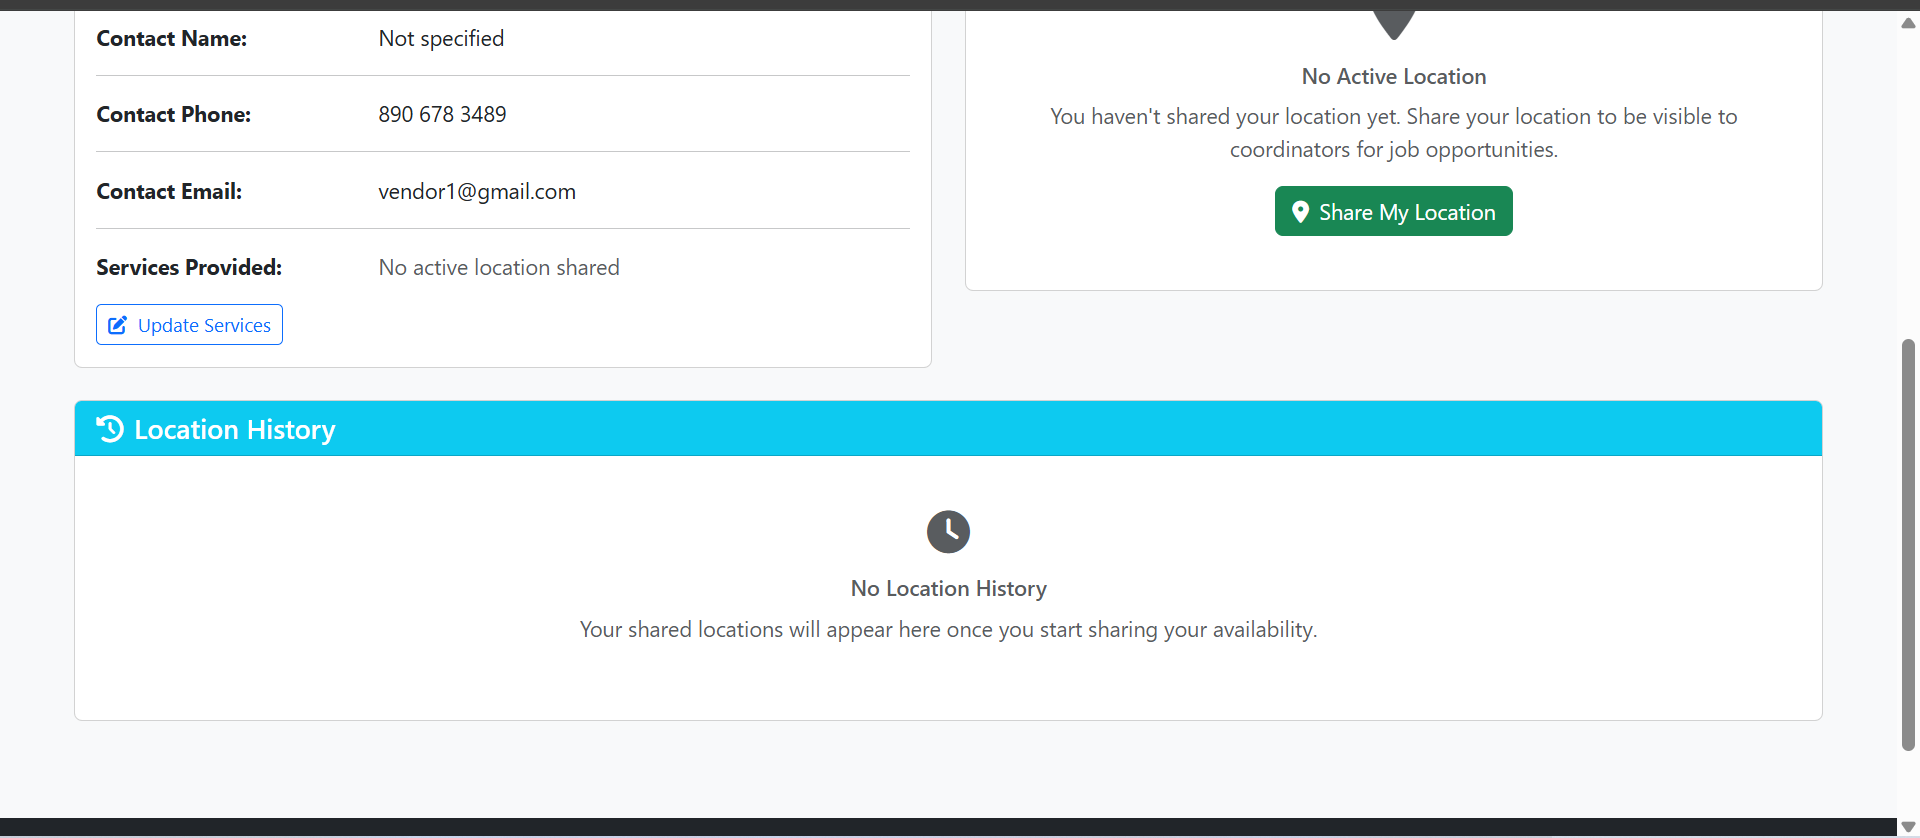 Contact Name: Not specified
Contact Phone: 890 678 3489
Contact Email: vendor1@gmail.com
Services Provided: No active location shared
Update Services
No Active Location
You haven't shared your location yet. Share your location to be visible to
coordinators for job opportunities.
Share My Location
Location History
No Location History
Your shared locations will appear here once you start sharing your availability.